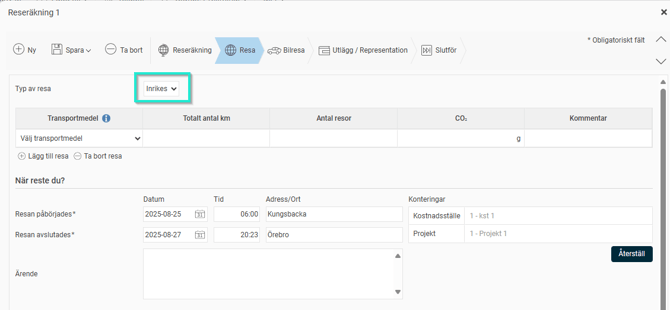 Reseräkning 1
* Obligatoriskt fält
Ny Spara Ta bort Reseräkning Resa Bilresa Utlägg / Representation Slutför
Typ av resa Inrikes
Transportmedel Totalt antal km Antal resor CO₂ Kommentar
Välj transportmedel g
Lägg till resa Ta bort resa
När reste du?
Datum Tid Adress/Ort Konteringar
Resan påbörjades* 2025-08-25 06:00 Kungsbacka Kostnadsställe 1 - kst 1
Resan avslutades* 2025-08-27 20:23 Örebro Projekt 1 - Projekt 1
Återställ
Ärende